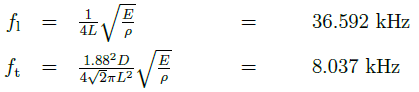 f_l = \frac{1}{4L}\sqrt{\frac{E}{\rho}} = 36.592 kHz
f_t = \frac{1.88^2 D}{4\sqrt{2}\pi L^2}\sqrt{\frac{E}{\rho}} = 8.037 kHz